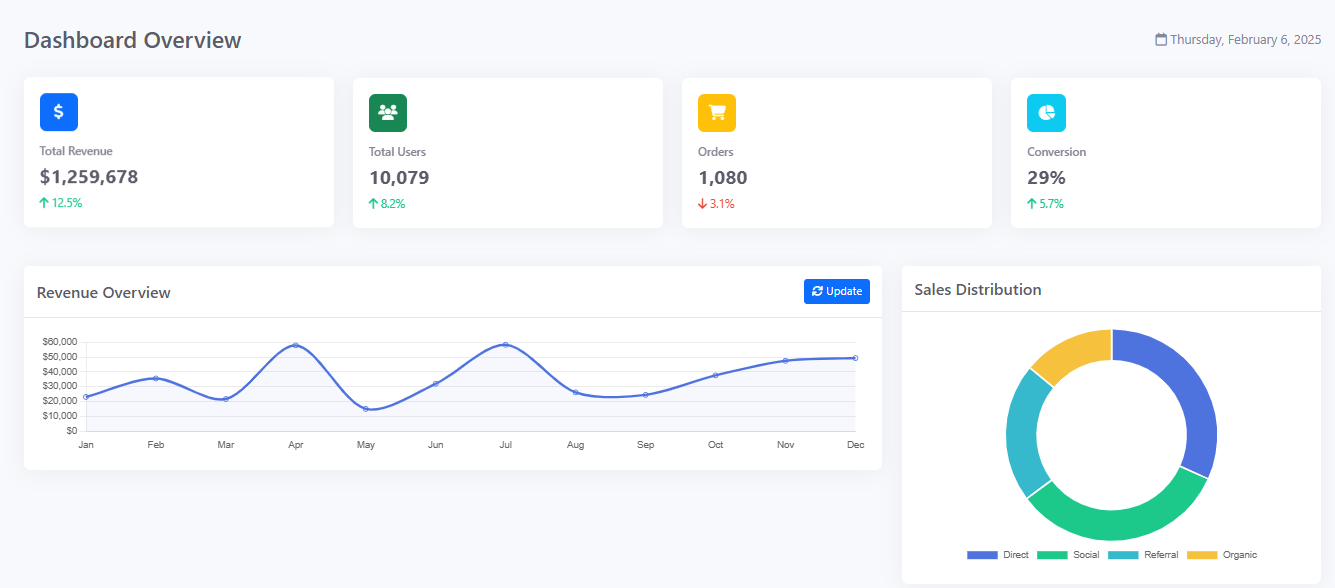 Dashboard Overview
Thursday, February 6, 2025
Total Revenue
$1,259,678
12.5%
Total Users
10,079
8.2%
Orders
1,080
3.1%
Conversion
29%
5.7%
Revenue Overview
Update
$60,000
$50,000
$40,000
$30,000
$20,000
$10,000
$0
Jan Feb Mar Apr May Jun Jul Aug Sep Oct Nov Dec
Sales Distribution
Direct Social Referral Organic